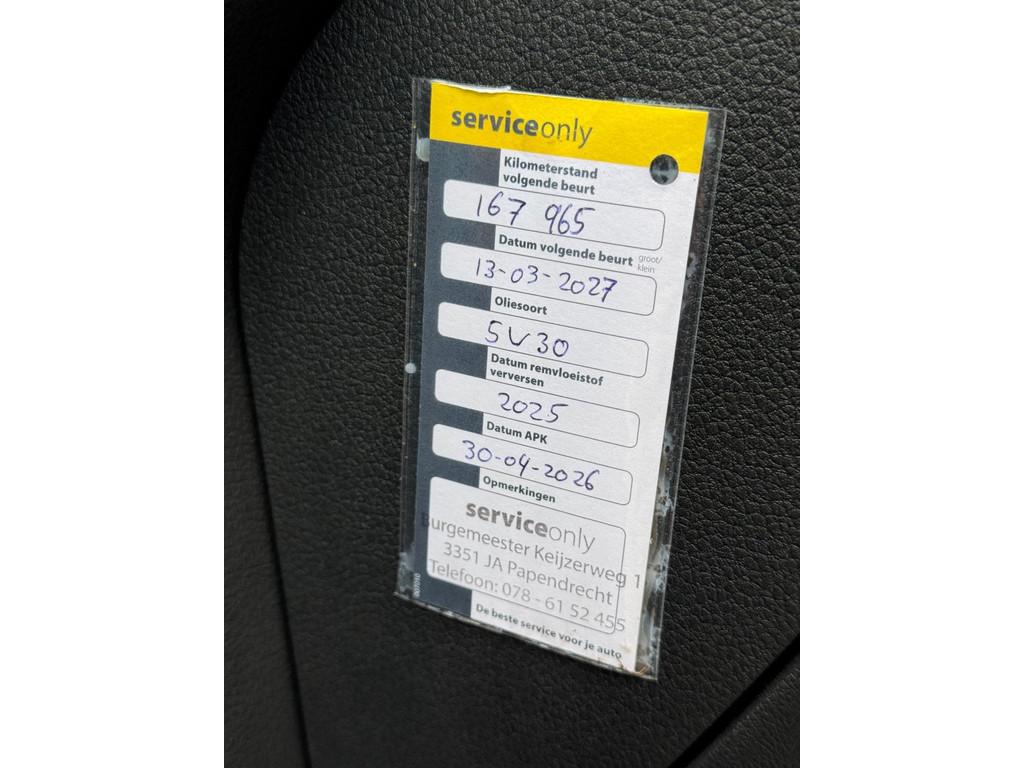 serviceonly
Kilometerstand
volgende beurt
167 965
Datum volgende beurt groot/
klein
13-03-2027
Oliesoort
5W30
Datum remvloeistof
verversen
2025
Datum APK
30-04-2026
Opmerkingen
serviceonly
Burgemeester Keijzerweg 1
3351 JA Papendrecht
Telefoon: 078 - 61 52 455
De beste service voor je auto